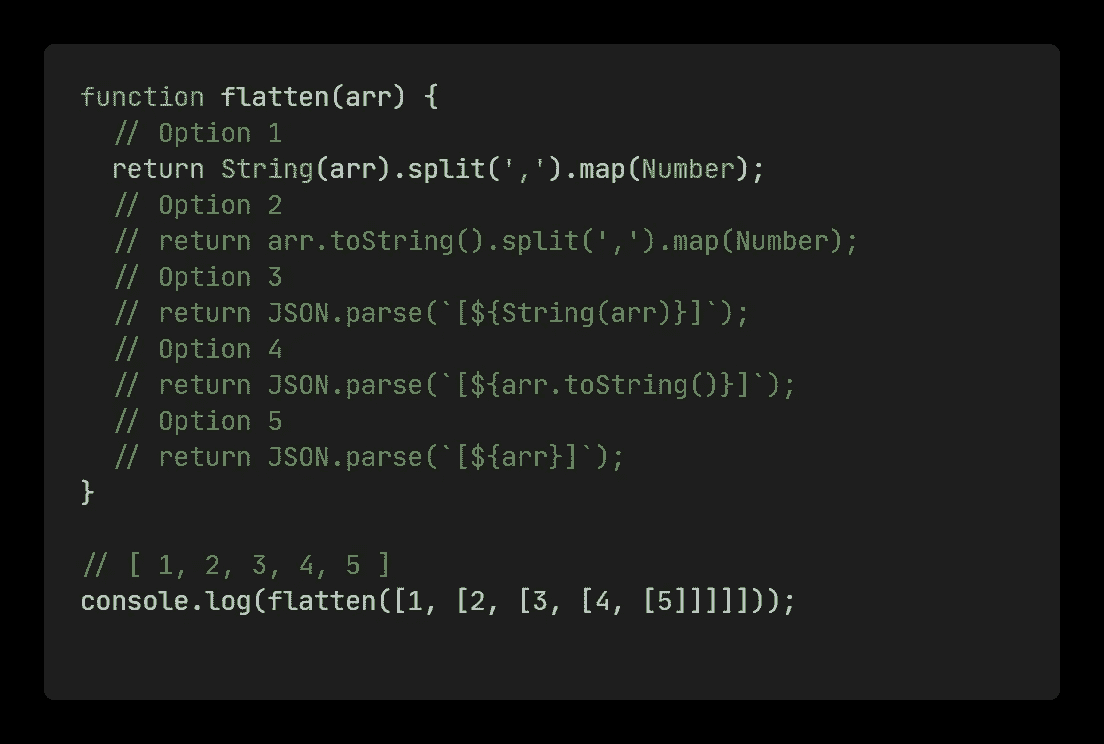 function flatten(arr) {
  // Option 1
  return String(arr).split(',').map(Number);
  // Option 2
  // return arr.toString().split(',').map(Number);
  // Option 3
  // return JSON.parse(`[${String(arr)}]`);
  // Option 4
  // return JSON.parse(`[${arr.toString()}]`);
  // Option 5
  // return JSON.parse(`[${arr}]`);
}

// [ 1, 2, 3, 4, 5 ]
console.log(flatten([1, [2, [3, [4, [5]]]]]));